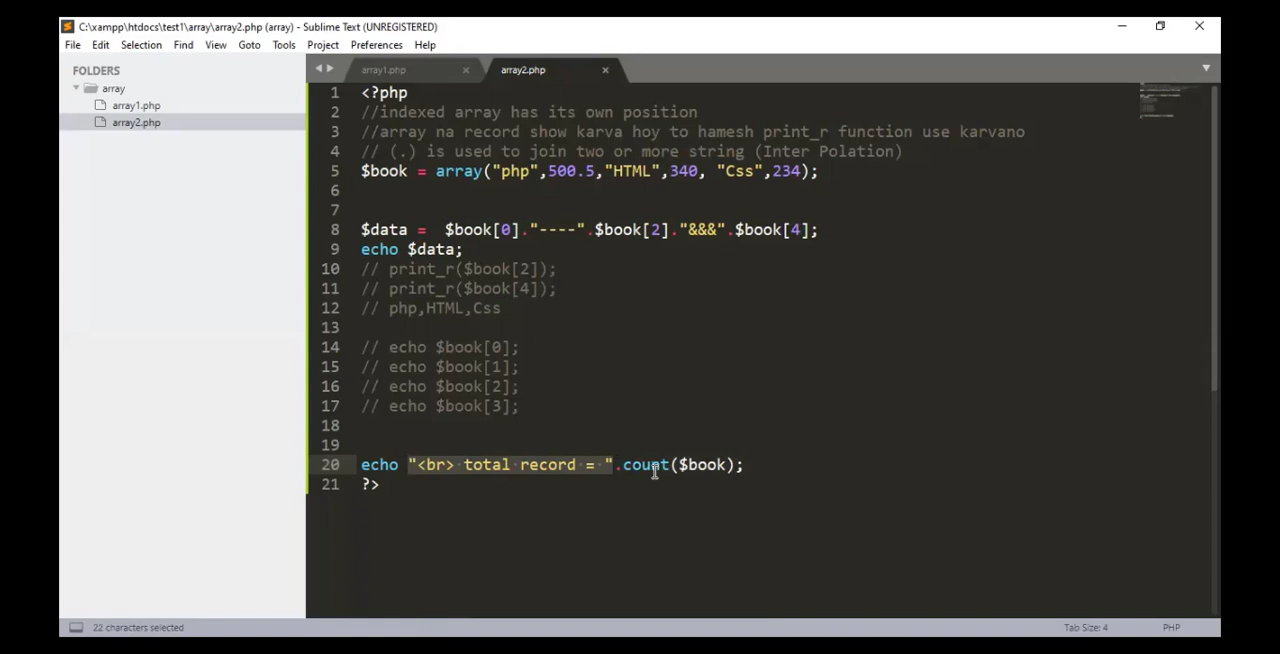 C:\xampp\htdocs\test1\array\array2.php (array) - Sublime Text (UNREGISTERED)
File Edit Selection Find View Goto Tools Project Preferences Help
FOLDERS
array
array1.php
array2.php
array1.php array2.php
1 <?php
2 //indexed array has its own position
3 //array na record show karva hoy to hamesh print_r function use karvano
4 // (.) is used to join two or more string (Inter Polation)
5 $book = array("php",500.5,"HTML",340, "Css",234);
6
7
8 $data =  $book[0]."----".$book[2]."&&&".$book[4];
9 echo $data;
10 // print_r($book[2]);
11 // print_r($book[4]);
12 // php,HTML,Css
13
14 // echo $book[0];
15 // echo $book[1];
16 // echo $book[2];
17 // echo $book[3];
18
19
20 echo "<br> total record = ".count($book);
21 ?>
22 characters selected
Tab Size: 4
PHP